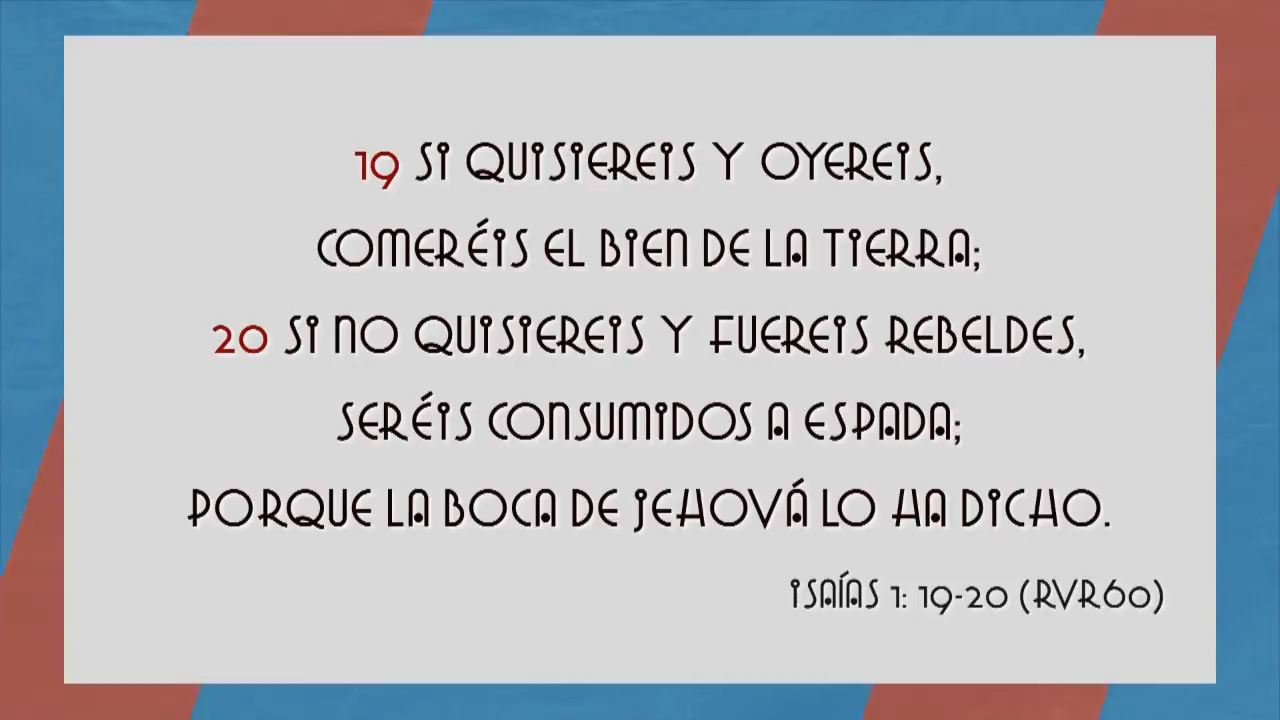 19 SI QUISIEREIS Y OYEREIS,
COMERÉIS EL BIEN DE LA TIERRA;
20 SI NO QUISIEREIS Y FUEREIS REBELDES,
SERÉIS CONSUMIDOS A ESPADA;
PORQUE LA BOCA DE JEHOVÁ LO HA DICHO.
ISAÍAS 1: 19-20 (RVR60)